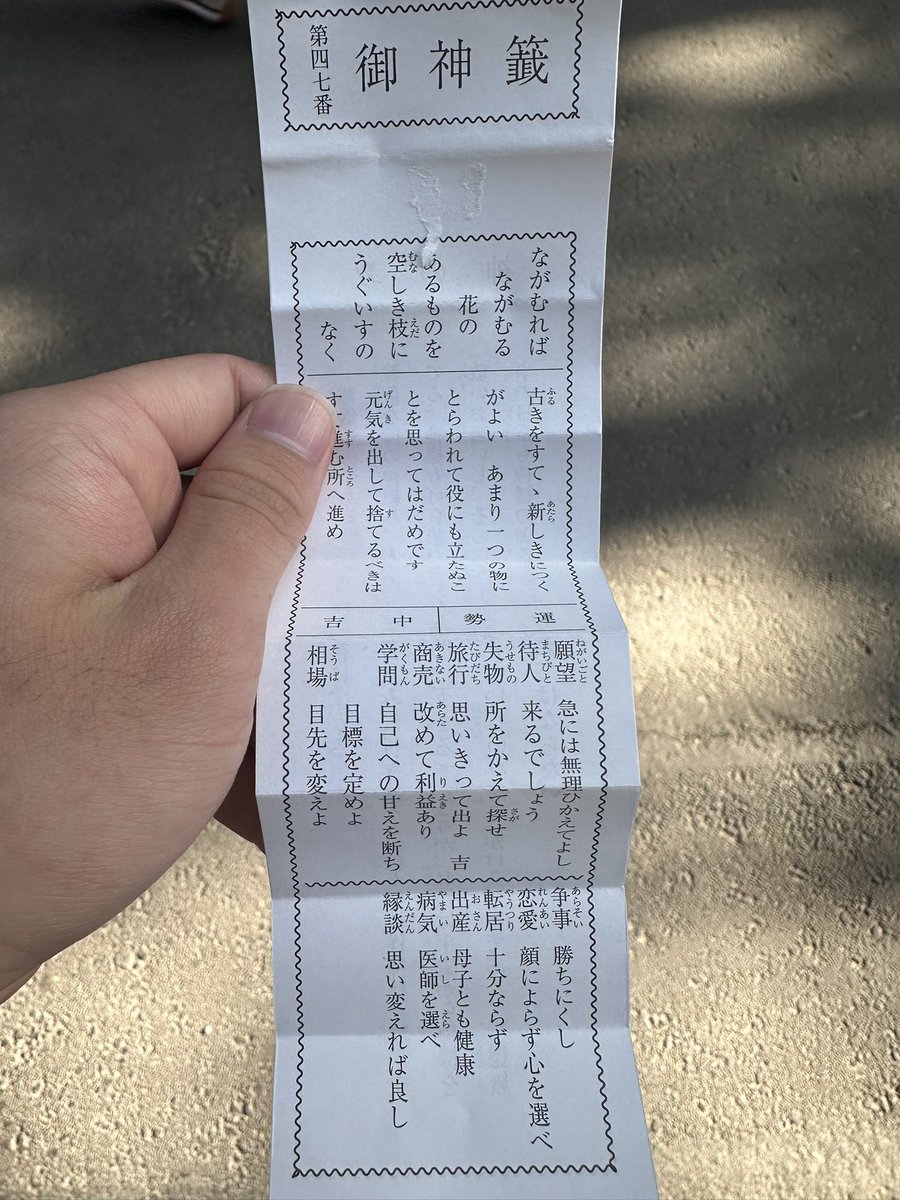 御神籤
第四七番
ながむれば
ながむる
花の
あるものを
空しき枝に
うぐいすの
なく
古きをすてゝ新しきにつく
がよい あまり一つの物に
とらわれて役にも立たぬこ
とを思ってはだめです
元気を出して捨てるべきは
進む所へ進め
運勢 中吉
願望 急には無理ひかえてよし
待人 来るでしょう
失物 所をかえて探せ
旅行 思いきって出よ 吉
商売 改めて利益あり
学問 自己への甘えを断ち
目標を定めよ
相場 目先を変えよ
争事 勝ちにくし
恋愛 顔によらず心を選べ
転居 十分ならず
出産 母子とも健康
病気 医師を選べ
縁談 思い変えれば良し